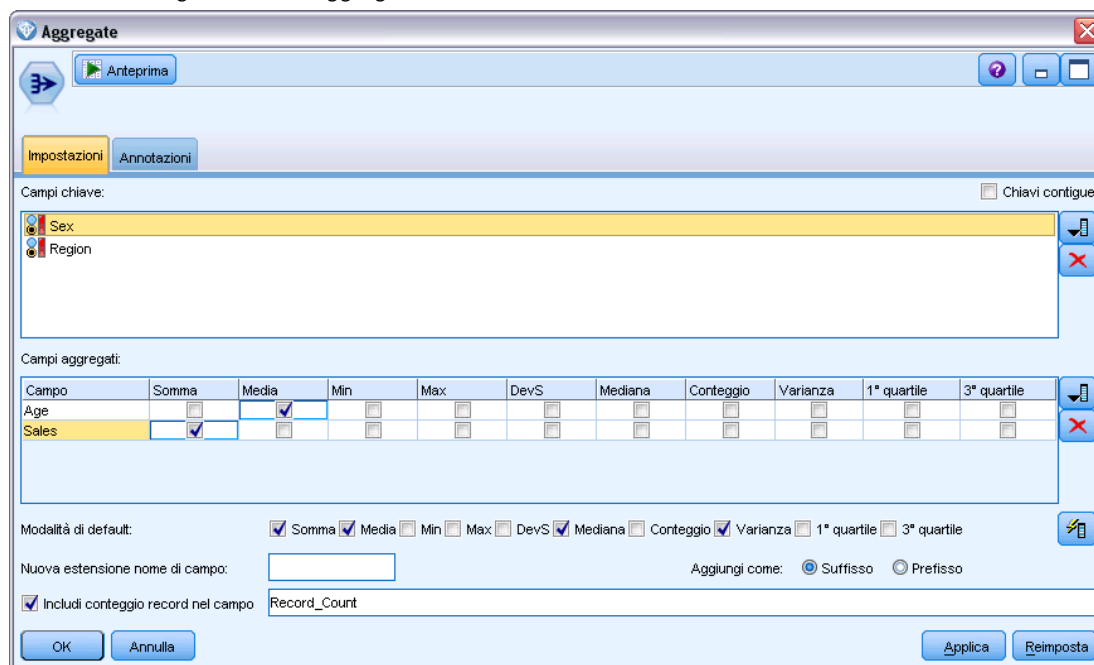 Aggregate
Anteprima
Impostazioni Annotazioni
Campi chiave: Chiavi contigue
Sex
Region
Campi aggregati:
Campo Somma Media Min Max DevS Mediana Conteggio Varianza 1° quartile 3° quartile
Age
Sales
Modalità di default: Somma Media Min Max DevS Mediana Conteggio Varianza 1° quartile 3° quartile
Nuova estensione nome di campo: Aggiungi come: Suffisso Prefisso
Includi conteggio record nel campo Record_Count
OK Annulla Applica Reimposta